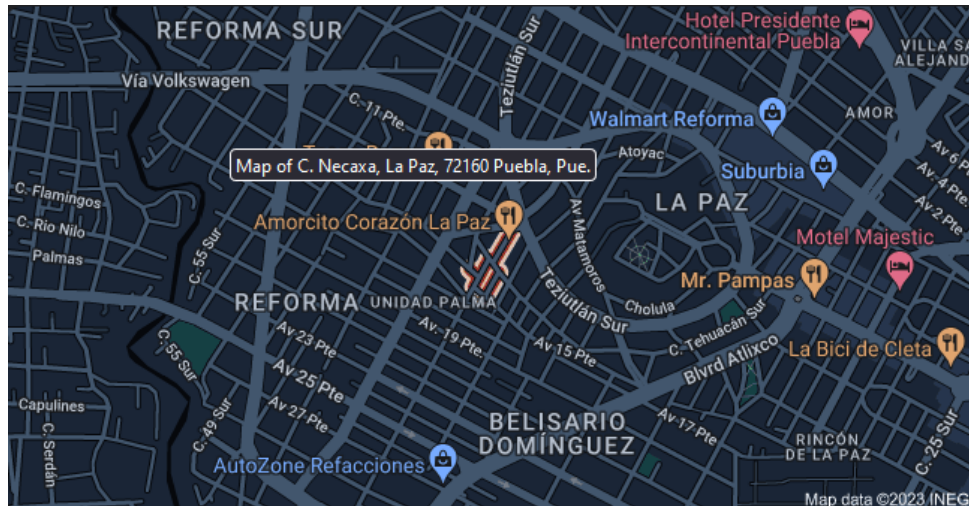 REFORMA SUR
Hotel Presidente
Intercontinental Puebla
VILLA SA
ALEJAND
Vía Volkswagen
Teziutlán Sur
C. 11 Pte.
Walmart Reforma
AMOR
Map of C. Necaxa, La Paz, 72160 Puebla, Pue.
Atoyac
Suburbia
Av 6 P
Av. 4 Pte.
Av 2 Pte.
C. Flamingos
C. Rio Nilo
Palmas
C. 55 Sur
Amorcito Corazón La Paz
Av Matamoros
LA PAZ
Motel Majestic
Mr. Pampas
REFORMA
UNIDAD PALMA
Teziutlán Sur
Cholula
C. Tehuacán Sur
C. 55 Sur
Av 23 Pte
Av. 19 Pte.
Av 15 Pte
Blvrd Atlixco
La Bici de Cleta
Av 25 Pte
Capulines
C. Serdán
C. 49 Sur
Av 27 Pte
BELISARIO
DOMÍNGUEZ
Av 17 Pte
RINCÓN
DE LA PAZ
C. 25 Sur
AutoZone Refacciones
Map data ©2023 INEG